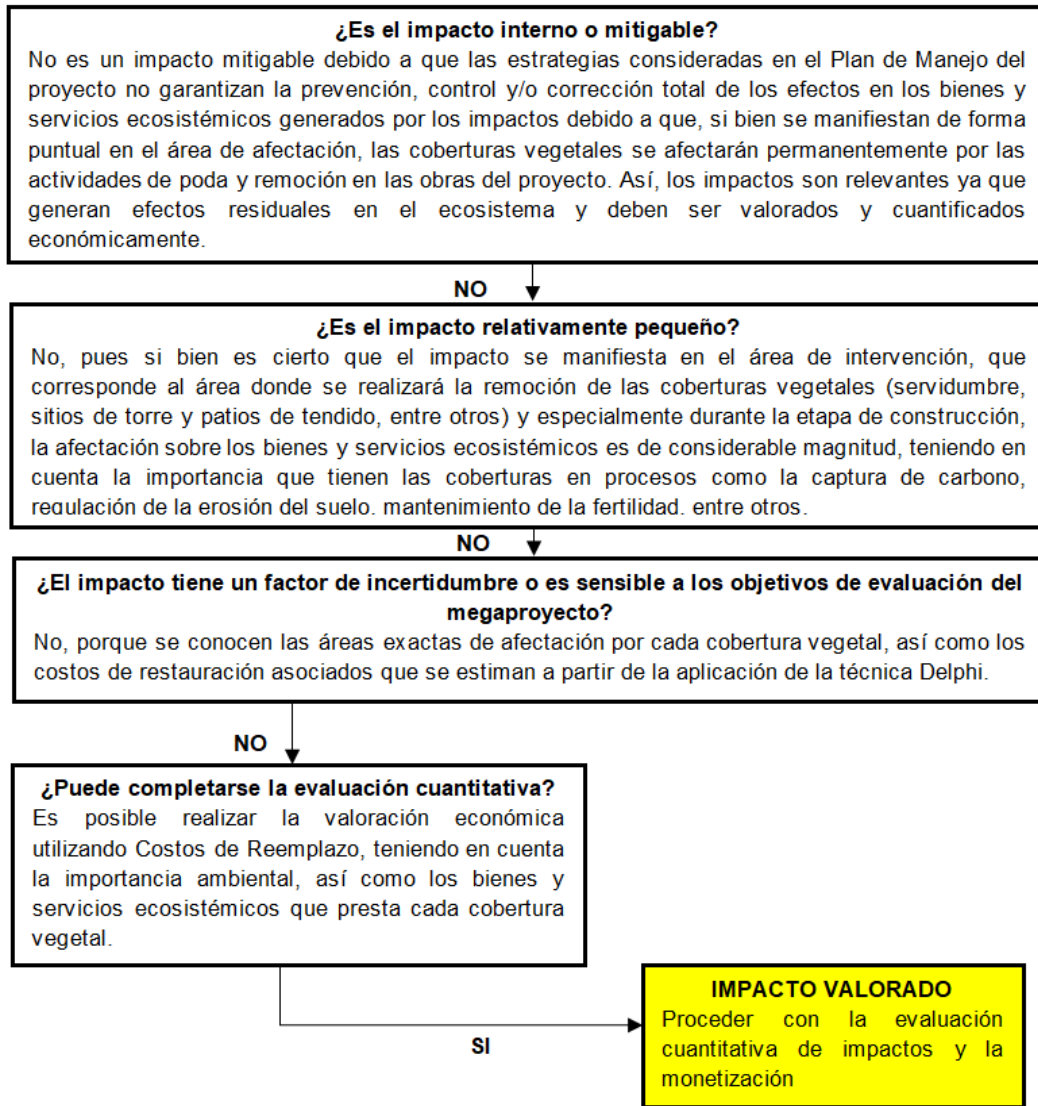 ¿Es el impacto interno o mitigable?
No es un impacto mitigable debido a que las estrategias consideradas en el Plan de Manejo del
proyecto no garantizan la prevención, control y/o corrección total de los efectos en los bienes y
servicios ecosistémicos generados por los impactos debido a que, si bien se manifiestan de forma
puntual en el área de afectación, las coberturas vegetales se afectarán permanentemente por las
actividades de poda y remoción en las obras del proyecto. Así, los impactos son relevantes ya que
generan efectos residuales en el ecosistema y deben ser valorados y cuantificados
económicamente.
NO
¿Es el impacto relativamente pequeño?
No, pues si bien es cierto que el impacto se manifiesta en el área de intervención, que
corresponde al área donde se realizará la remoción de las coberturas vegetales (servidumbre,
sitios de torre y patios de tendido, entre otros) y especialmente durante la etapa de construcción,
la afectación sobre los bienes y servicios ecosistémicos es de considerable magnitud, teniendo en
cuenta la importancia que tienen las coberturas en procesos como la captura de carbono,
regulación de la erosión del suelo, mantenimiento de la fertilidad, entre otros.
NO
¿El impacto tiene un factor de incertidumbre o es sensible a los objetivos de evaluación del
megaproyecto?
No, porque se conocen las áreas exactas de afectación por cada cobertura vegetal, así como los
costos de restauración asociados que se estiman a partir de la aplicación de la técnica Delphi.
NO
¿Puede completarse la evaluación cuantitativa?
Es posible realizar la valoración económica
utilizando Costos de Reemplazo, teniendo en cuenta
la importancia ambiental, así como los bienes y
servicios ecosistémicos que presta cada cobertura
vegetal.
SI
IMPACTO VALORADO
Proceder con la evaluación
cuantitativa de impactos y la
monetización